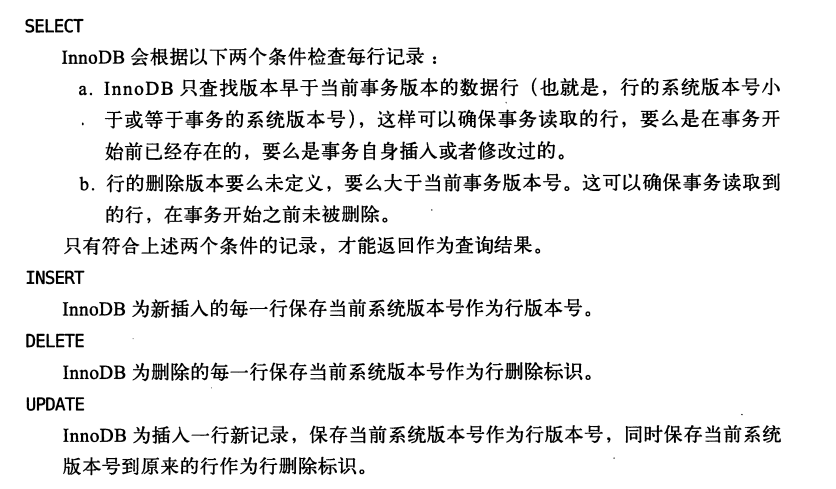 SELECT
InnoDB 会根据以下两个条件检查每行记录：
a. InnoDB 只查找版本早于当前事务版本的数据行（也就是，行的系统版本号小
于或等于事务的系统版本号），这样可以确保事务读取的行，要么是在事务开
始前已经存在的，要么是事务自身插入或者修改过的。
b. 行的删除版本要么未定义，要么大于当前事务版本号。这可以确保事务读取到
的行，在事务开始之前未被删除。
只有符合上述两个条件的记录，才能返回作为查询结果。
INSERT
InnoDB 为新插入的每一行保存当前系统版本号作为行版本号。
DELETE
InnoDB 为删除的每一行保存当前系统版本号作为行删除标识。
UPDATE
InnoDB 为插入一行新记录，保存当前系统版本号作为行版本号，同时保存当前系统
版本号到原来的行作为行删除标识。